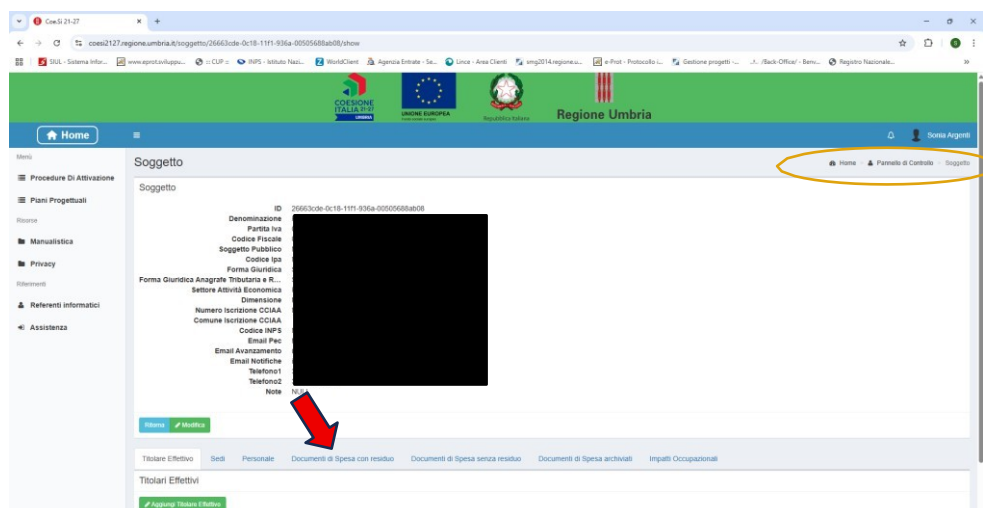 Coe.Si 21-27
coesi2127.regione.umbria.it/soggetto/26663cde-0c18-11f1-936a-00505688ab08/show
SIUL - Sistema Infor... www.eprot.sviluppu... :: CUP :: INPS - Istituto Nazi... WorldClient Agenzia Entrate - Se... Lince - Area Clienti smg2014.regione.u... e-Prot - Protocollo i... Gestione progetti -... /Back-Office/ - Benv... Registro Nazionale...
COESIONE
ITALIA 21-27
UMBRIA
UNIONE EUROPEA
Repubblica Italiana
Regione Umbria
Home
Sonia Argenti
Menù
Procedure Di Attivazione
Piani Progettuali
Risorse
Manualistica
Privacy
Riferimenti
Referenti informatici
Assistenza
Soggetto
Home > Pannello di Controllo > Soggetto
Soggetto
ID 26663cde-0c18-11f1-936a-00505688ab08
Denominazione
Partita Iva
Codice Fiscale
Soggetto Pubblico
Codice Ipa
Forma Giuridica
Forma Giuridica Anagrafe Tributaria e R...
Settore Attività Economica
Dimensione
Numero Iscrizione CCIAA
Comune Iscrizione CCIAA
Codice INPS
Email Pec
Email Avanzamento
Email Notifiche
Telefono1
Telefono2
Note NULL
Ritorna Modifica
Titolare Effettivo Sedi Personale Documenti di Spesa con residuo Documenti di Spesa senza residuo Documenti di Spesa archiviati Impatti Occupazionali
Titolari Effettivi
Aggiungi Titolare Effettivo